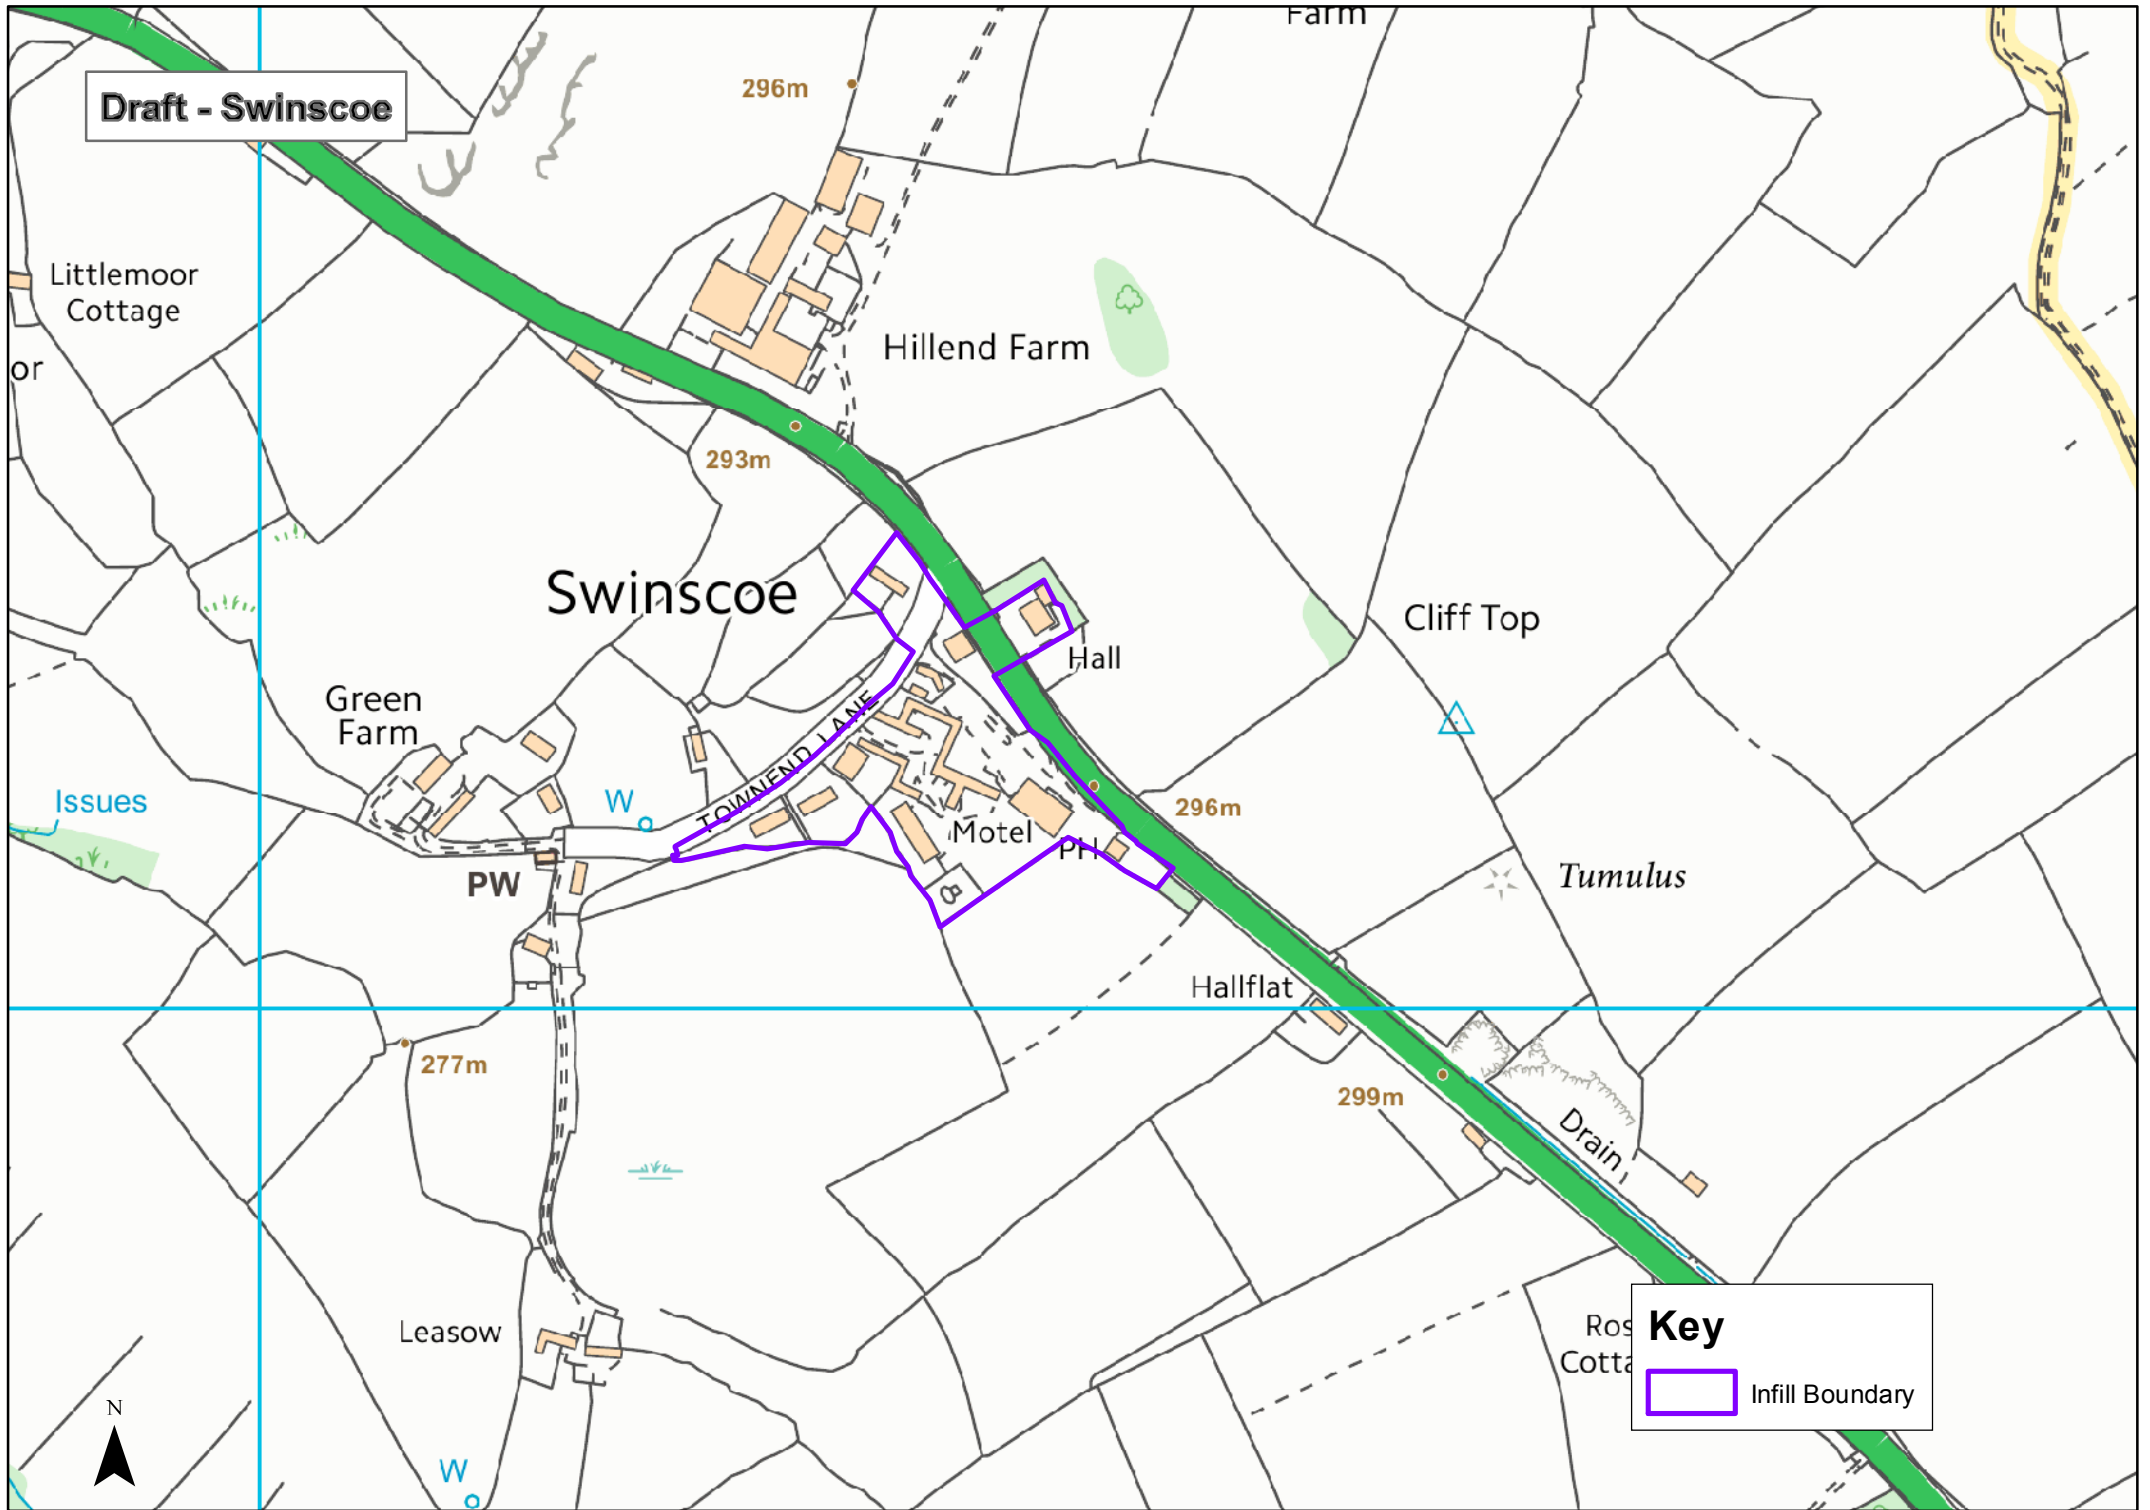 Farm
296m
Draft - Swinscoe
Littlemoor
Cottage
Hillend Farm
or
293m
Swinscoe
Cliff Top
Hall
Green
Farm
TOWNEND LANE
Issues
W
296m
Motel
PH
Tumulus
PW
Hallflat
277m
299m
Drain
Leasow
Ros
Cotta
Key
Infill Boundary
N
W